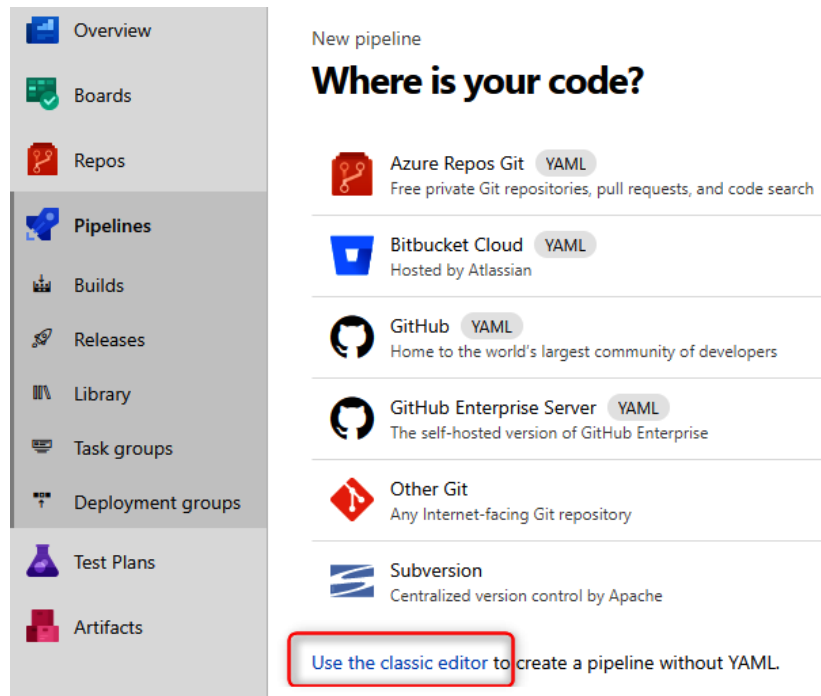 Overview
Boards
Repos
Pipelines
Builds
Releases
Library
Task groups
Deployment groups
Test Plans
Artifacts
New pipeline
Where is your code?
Azure Repos Git YAML
Free private Git repositories, pull requests, and code search
Bitbucket Cloud YAML
Hosted by Atlassian
GitHub YAML
Home to the world's largest community of developers
GitHub Enterprise Server YAML
The self-hosted version of GitHub Enterprise
Other Git
Any Internet-facing Git repository
Subversion
Centralized version control by Apache
Use the classic editor to create a pipeline without YAML.